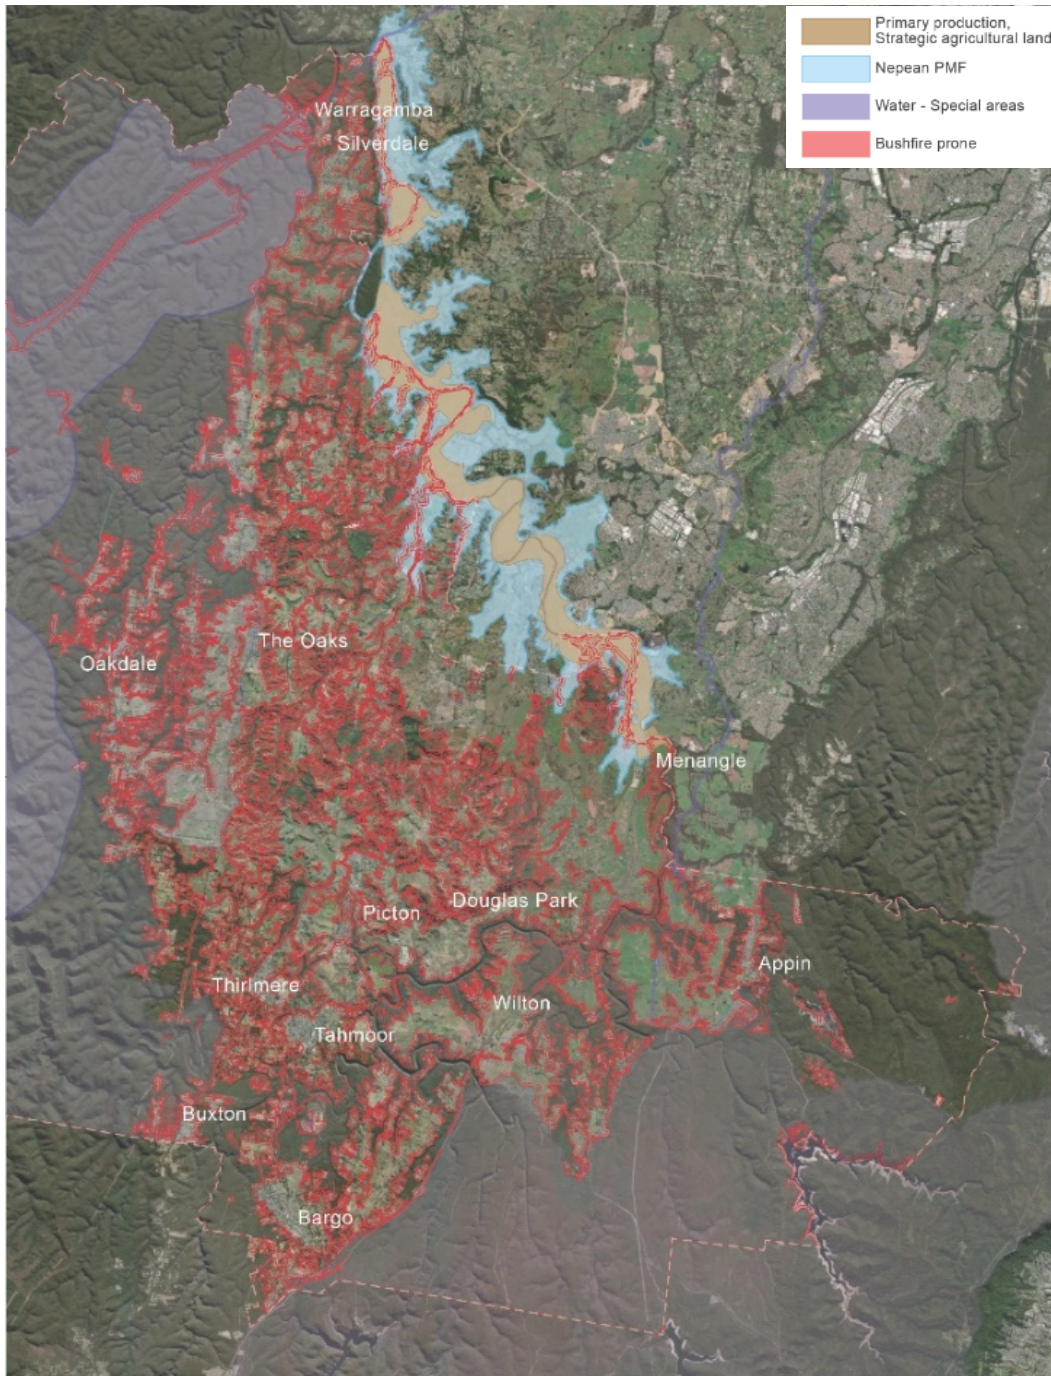 Primary production,
Strategic agricultural land
Nepean PMF
Water - Special areas
Bushfire prone
Warragamba
Silverdale
The Oaks
Oakdale
Menangle
Douglas Park
Picton
Appin
Thirlmere
Wilton
Tahmoor
Buxton
Bargo